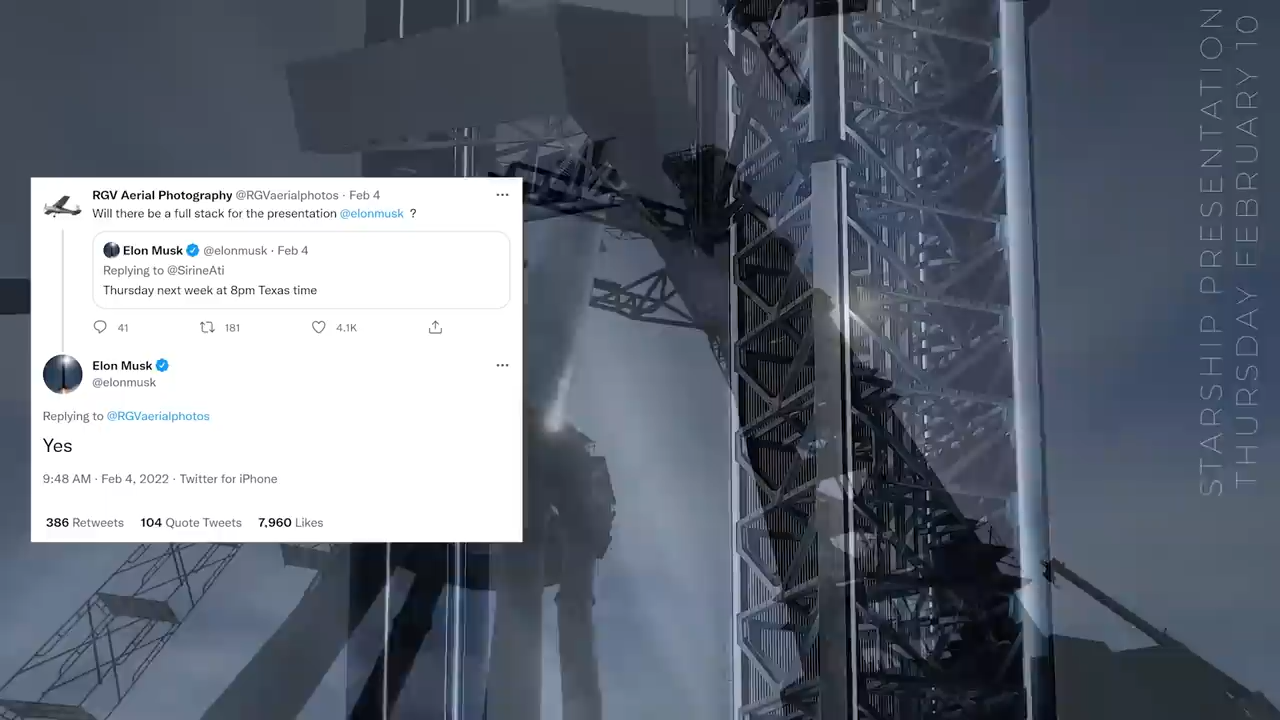 RGV Aerial Photography @RGVaerialphotos · Feb 4
Will there be a full stack for the presentation @elonmusk ?
Elon Musk @elonmusk · Feb 4
Replying to @SirineAti
Thursday next week at 8pm Texas time
41 181 4.1K
Elon Musk
@elonmusk
Replying to @RGVaerialphotos
Yes
9:48 AM · Feb 4, 2022 · Twitter for iPhone
386 Retweets 104 Quote Tweets 7,960 Likes
STARSHIP PRESENTATION
THURSDAY FEBRUARY 10